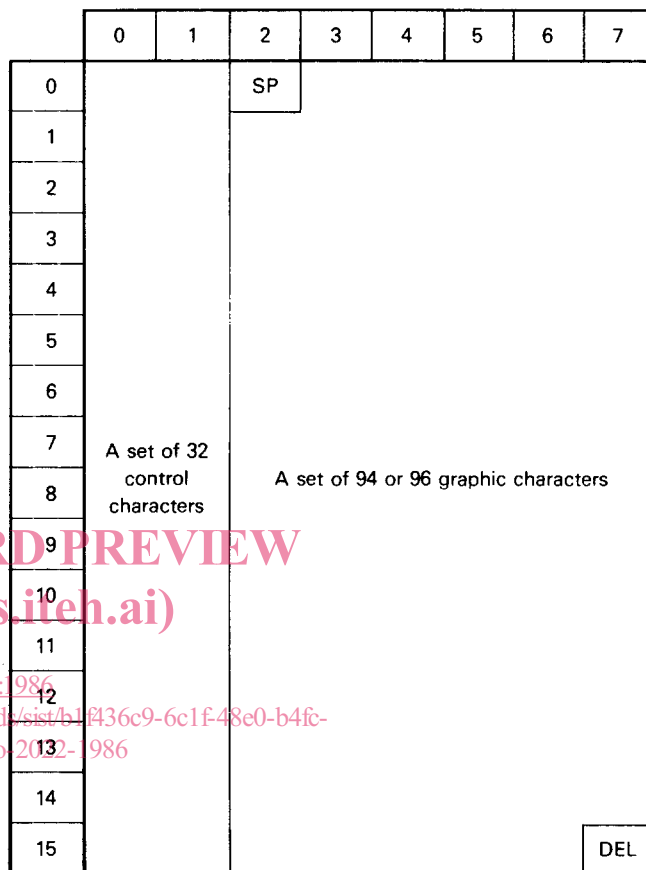 0 1 2 3 4 5 6 7
0 SP
1
2
3
4
5
6
7
A set of 32
control
characters
A set of 94 or 96 graphic characters
8
9
RD PREVIEW
10
s.iteh.ai)
11
:1986
12
ds/sist/b1f436c9-6c1f-48e0-b4fc-
13
o-2022-1986
14
15 DEL